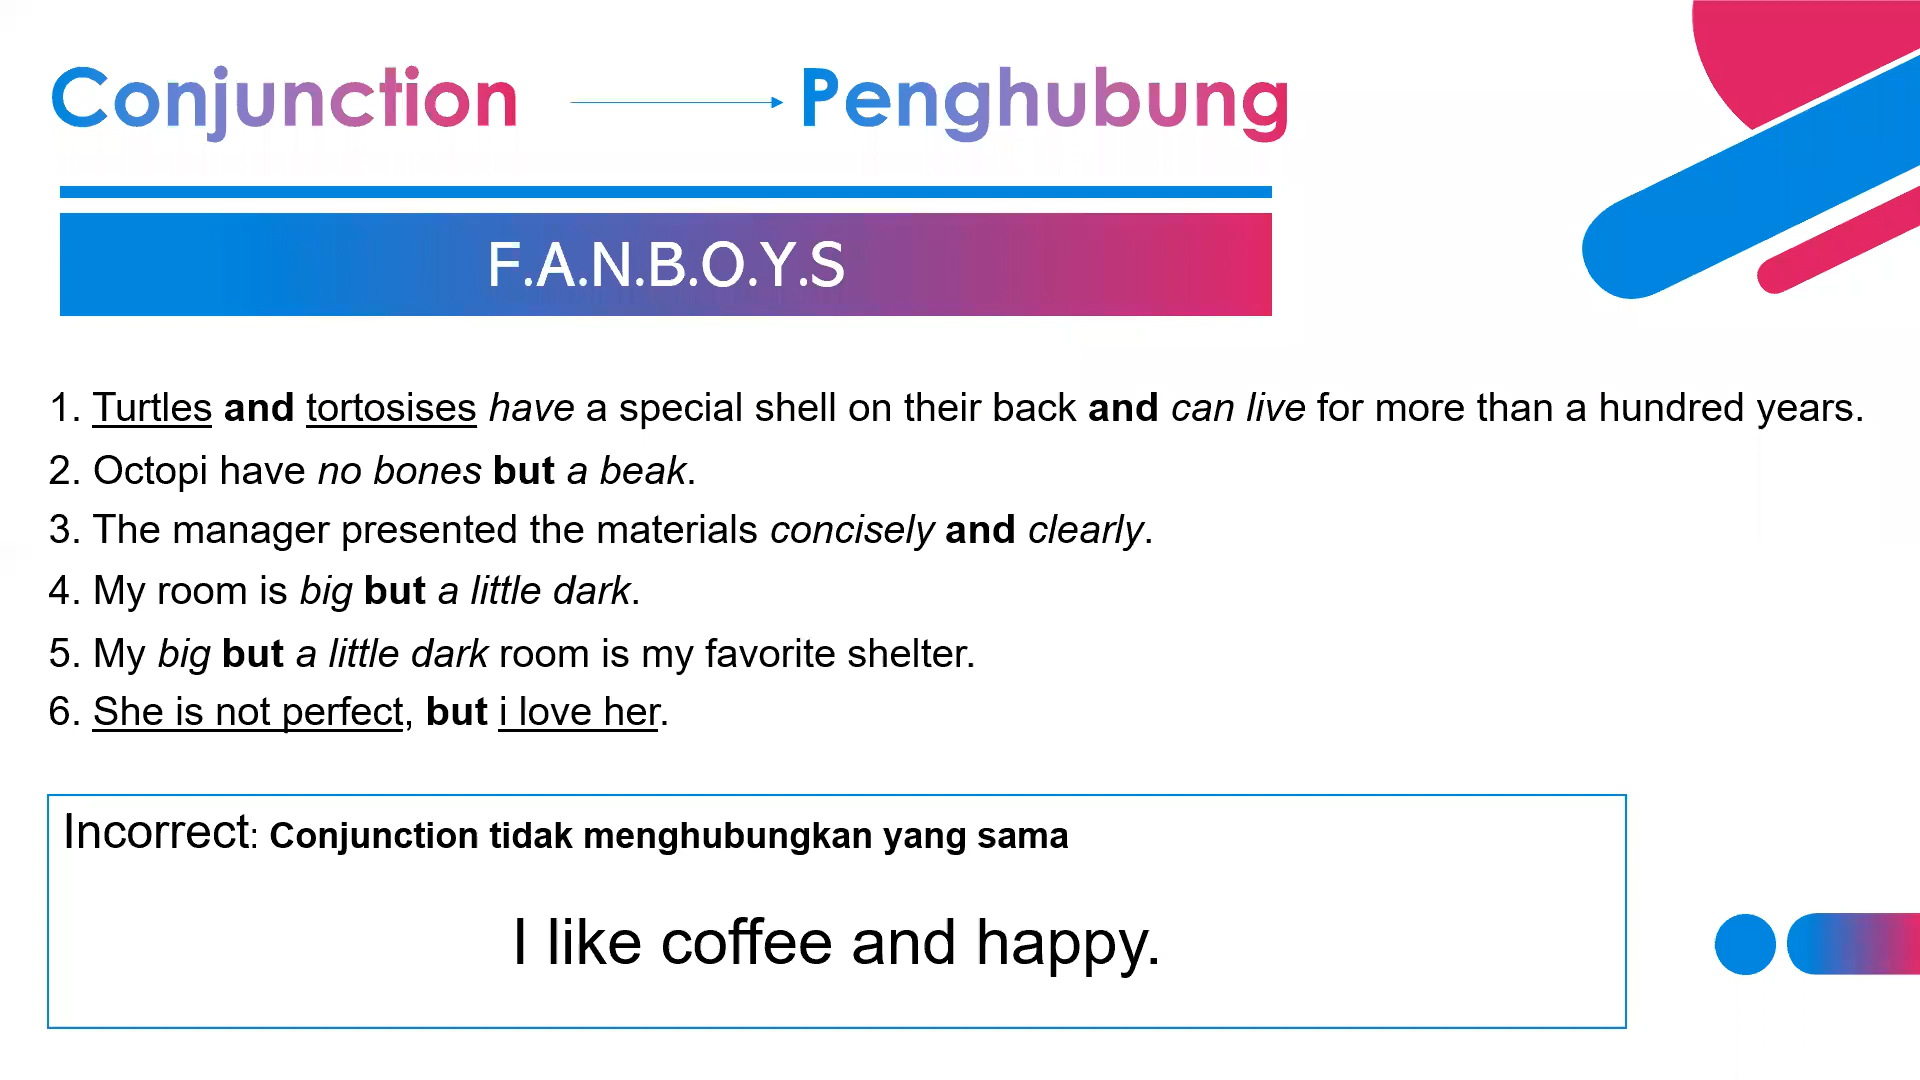 Conjunction Penghubung
F.A.N.B.O.Y.S
1. Turtles and tortosises have a special shell on their back and can live for more than a hundred years.
2. Octopi have no bones but a beak.
3. The manager presented the materials concisely and clearly.
4. My room is big but a little dark.
5. My big but a little dark room is my favorite shelter.
6. She is not perfect, but i love her.
Incorrect: Conjunction tidak menghubungkan yang sama
I like coffee and happy.